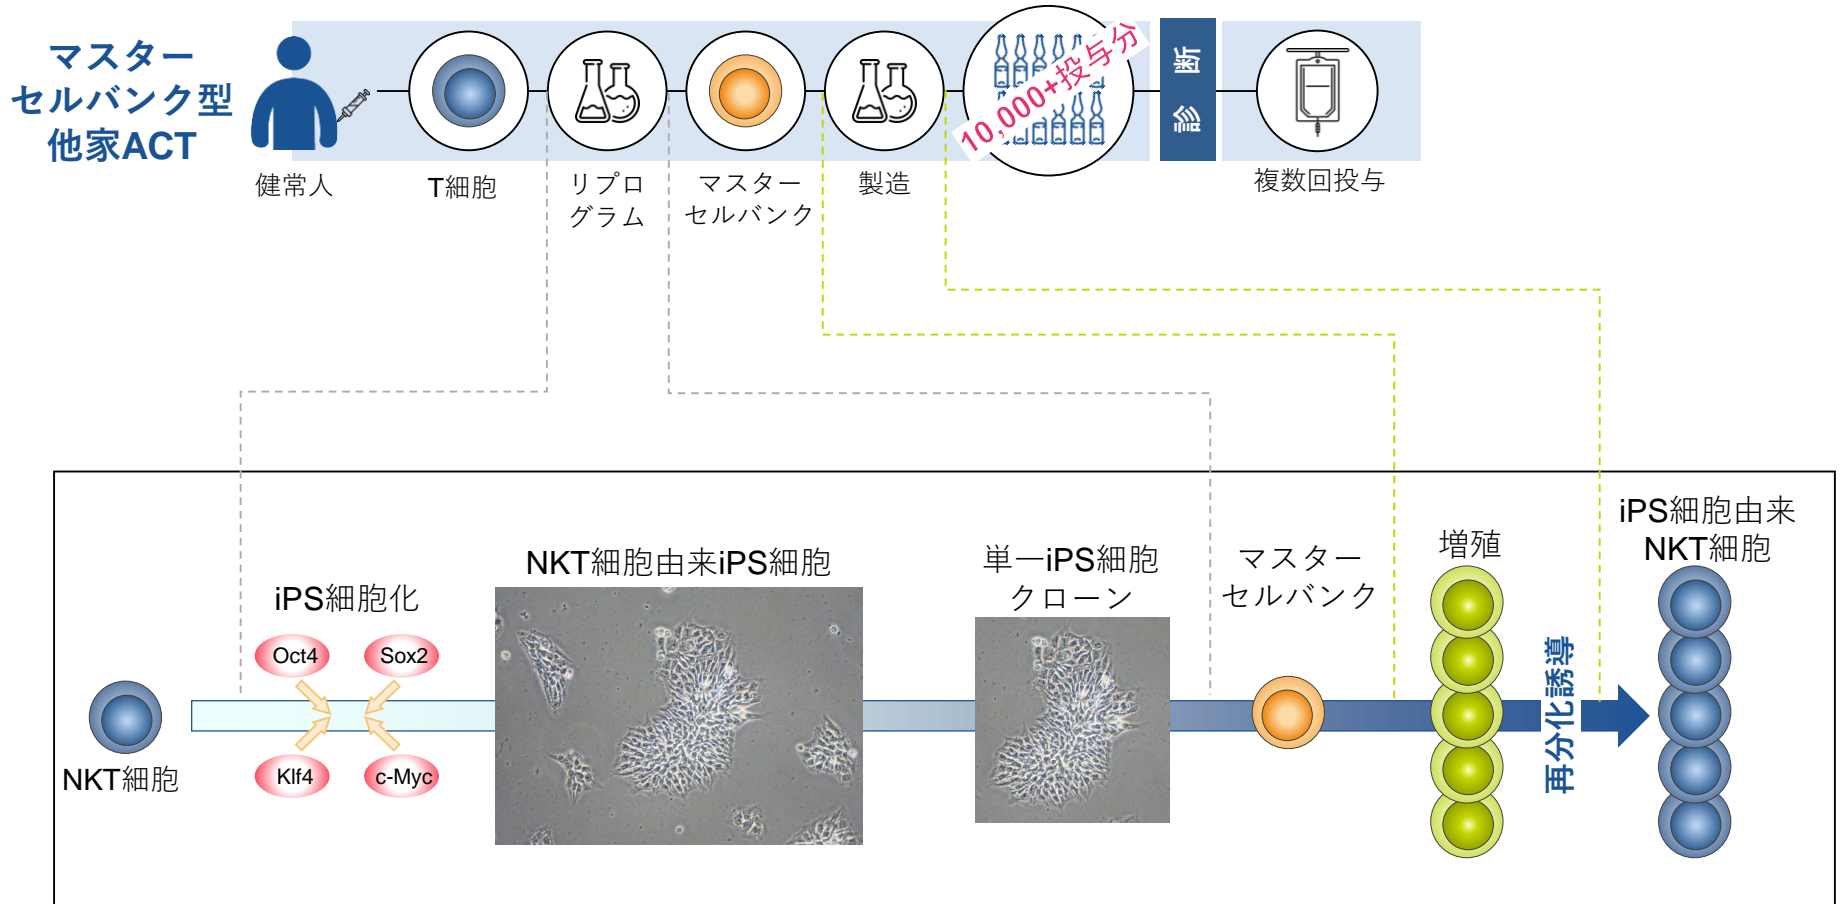 マスター
セルバンク型
他家ACT
健常人
T細胞
リプロ
グラム
マスター
セルバンク
製造
10,000+投与分
診断
複数回投与
NKT細胞
iPS細胞化
Oct4
Sox2
Klf4
c-Myc
NKT細胞由来iPS細胞
単一iPS細胞
クローン
マスター
セルバンク
増殖
再分化誘導
iPS細胞由来
NKT細胞